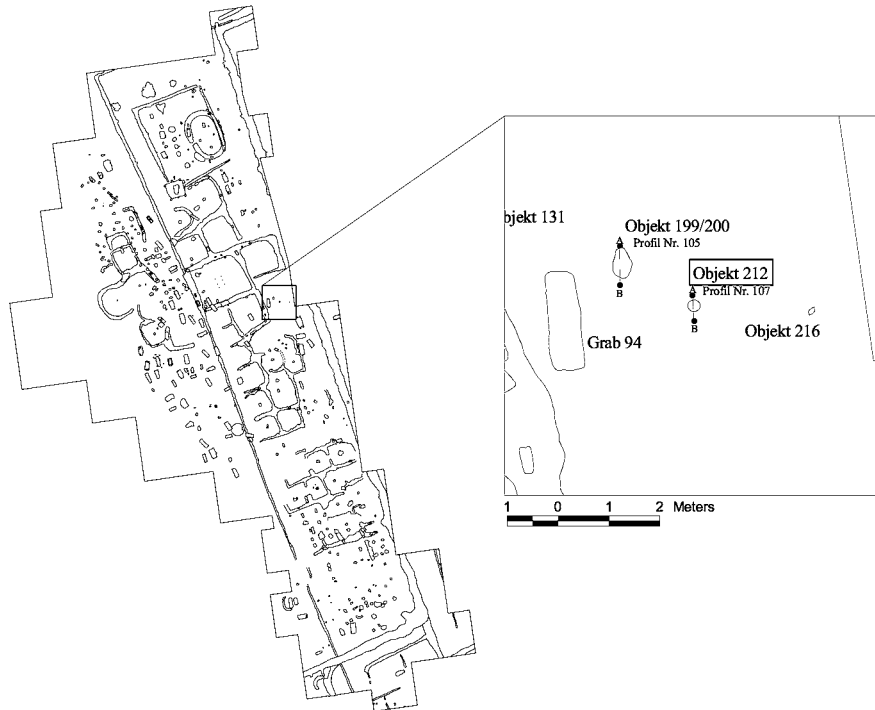 bjekt 131
Objekt 199/200
A
Profil Nr. 105
B
Objekt 212
A
Profil Nr. 107
B
Grab 94
Objekt 216
1 0 1 2 Meters